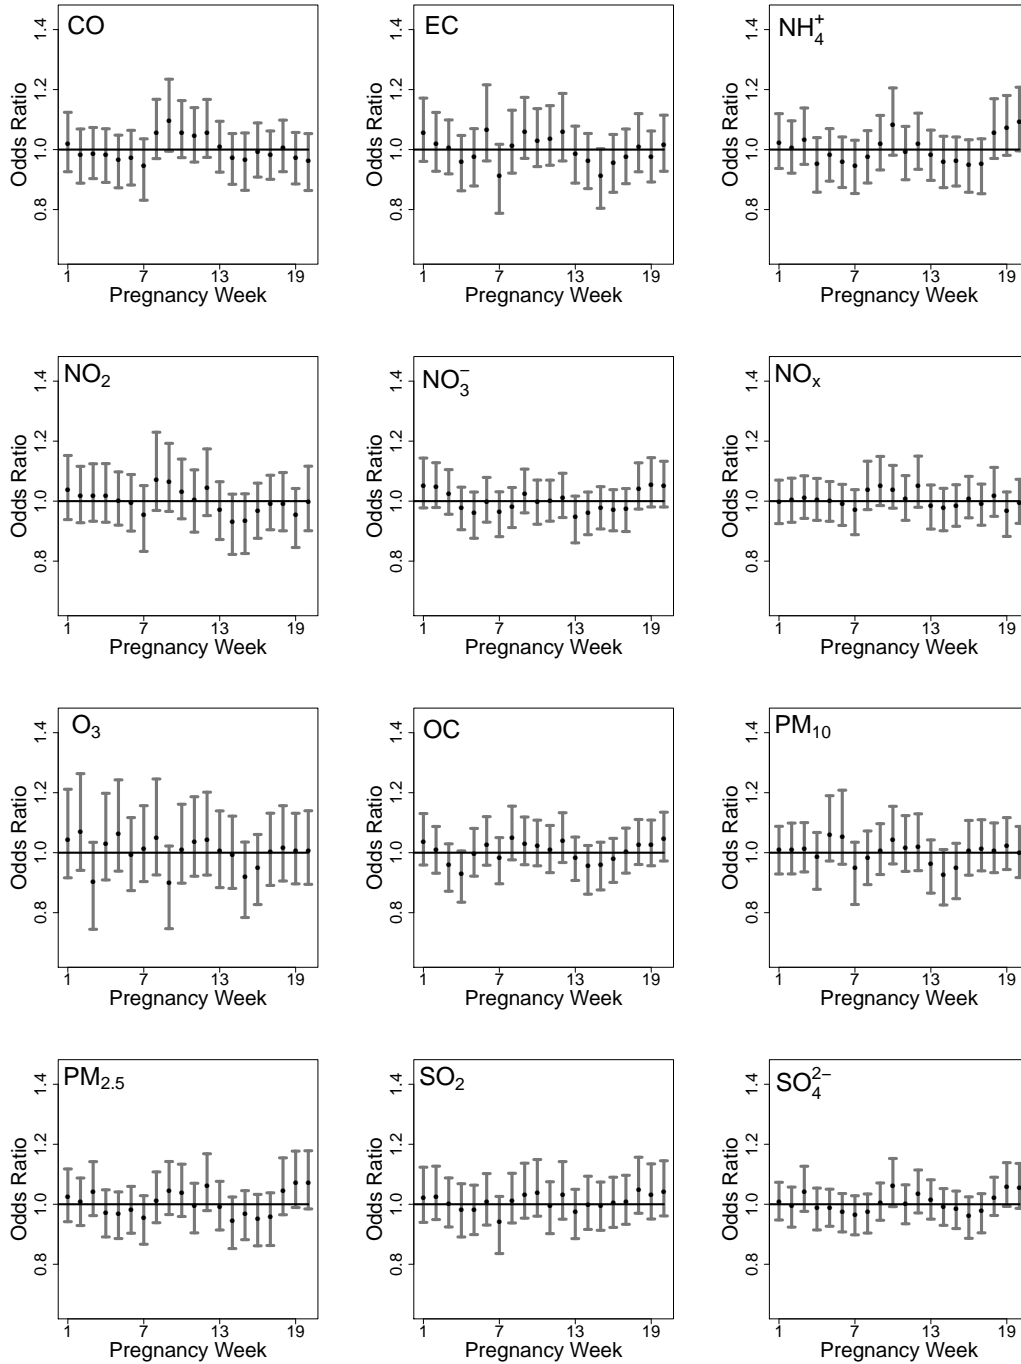 CO
Odds Ratio
0.8 1.0 1.2 1.4
1 7 13 19
Pregnancy Week
EC
Odds Ratio
0.8 1.0 1.2 1.4
1 7 13 19
Pregnancy Week
NH₄⁺
Odds Ratio
0.8 1.0 1.2 1.4
1 7 13 19
Pregnancy Week
NO₂
Odds Ratio
0.8 1.0 1.2 1.4
1 7 13 19
Pregnancy Week
NO₃⁻
Odds Ratio
0.8 1.0 1.2 1.4
1 7 13 19
Pregnancy Week
NOₓ
Odds Ratio
0.8 1.0 1.2 1.4
1 7 13 19
Pregnancy Week
O₃
Odds Ratio
0.8 1.0 1.2 1.4
1 7 13 19
Pregnancy Week
OC
Odds Ratio
0.8 1.0 1.2 1.4
1 7 13 19
Pregnancy Week
PM₁₀
Odds Ratio
0.8 1.0 1.2 1.4
1 7 13 19
Pregnancy Week
PM₂.₅
Odds Ratio
0.8 1.0 1.2 1.4
1 7 13 19
Pregnancy Week
SO₂
Odds Ratio
0.8 1.0 1.2 1.4
1 7 13 19
Pregnancy Week
SO₄²⁻
Odds Ratio
0.8 1.0 1.2 1.4
1 7 13 19
Pregnancy Week